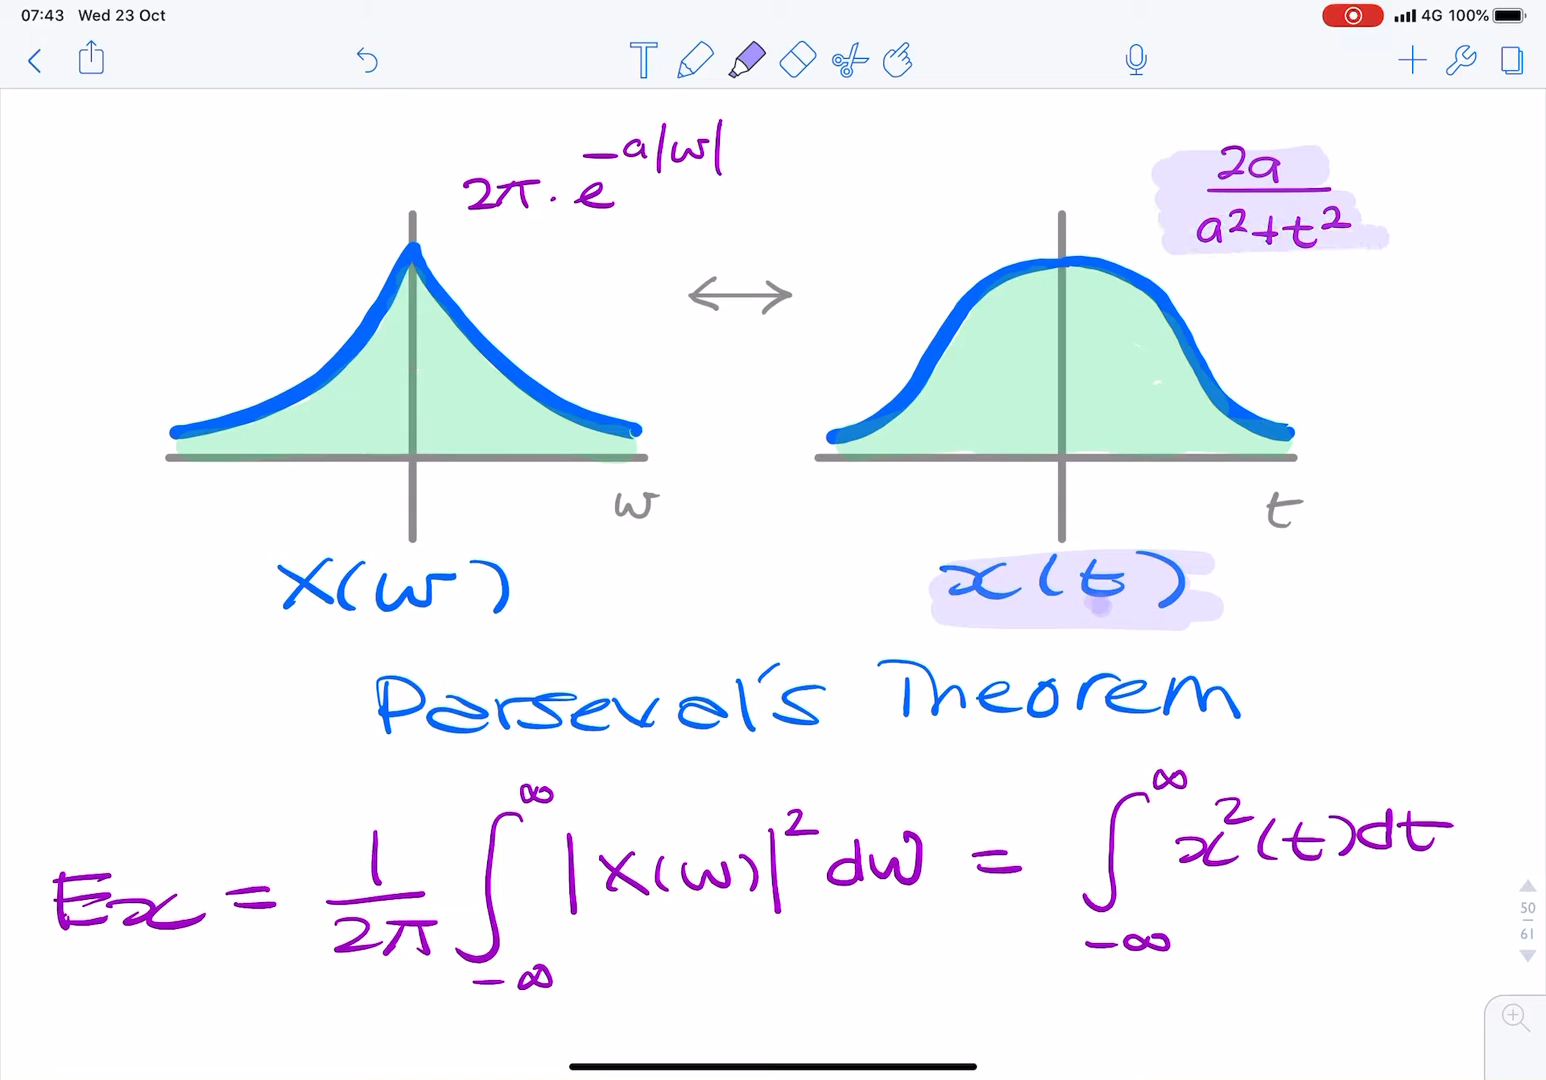 07:43 Wed 23 Oct
4G 100%
T
2π · e^{-a|w|}
2a
a²+t²
w
t
X(w)
x(t)
Parseval's Theorem
Ex = 1/2π ∫_{-∞}^{∞} |X(w)|² dw = ∫_{-∞}^{∞} x²(t)dt
50
61